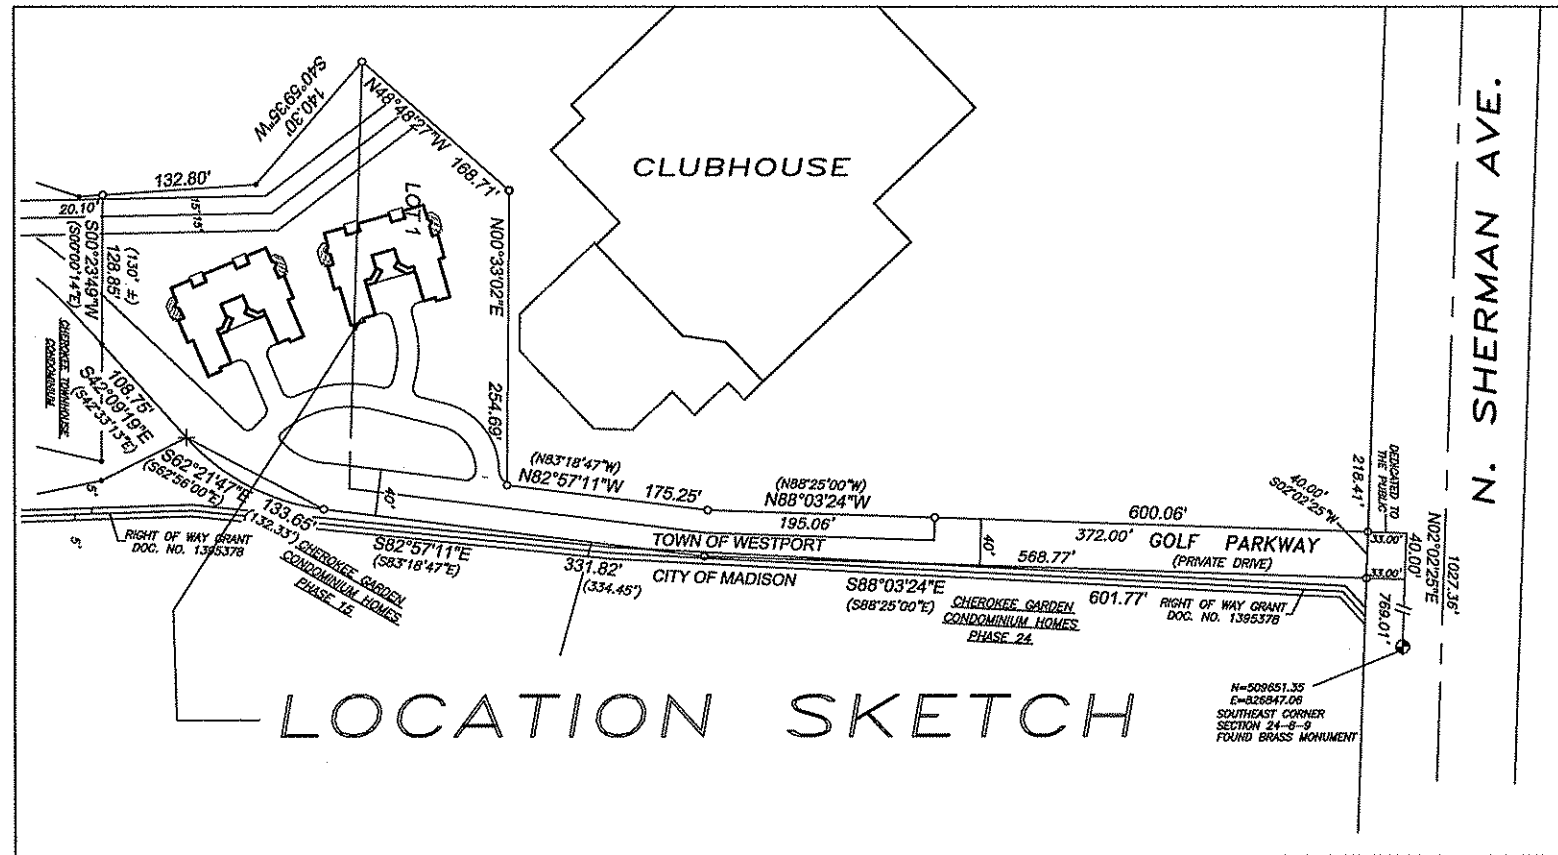 S40°59'35"W
140.30'
N48°48'27"W 168.71'
132.80'
20.10'
15'15'
LOT 1
CLUBHOUSE
N. SHERMAN AVE.
S00°23'49"W
(S00°00'14"E)
(130' ±)
128.85'
N00°33'02"E
254.69'
CHEROKEE TOWNHOUSE
CONDOMINIUM
108.75'
S42°09'19"E
(S42°33'13"E)
S62°21'47"E
(S62°56'00"E)
133.65'
(132.33')
5'
5'
RIGHT OF WAY GRANT
DOC. NO. 1395378
CHEROKEE GARDEN
CONDOMINIUM HOMES
PHASE 15
40'
S82°57'11"E
(S83°18'47"E)
(N83°18'47"W)
N82°57'11"W
175.25'
(N88°25'00"W)
N88°03'24"W
195.06'
TOWN OF WESTPORT
CITY OF MADISON
331.82'
(334.45')
600.06'
372.00'
GOLF PARKWAY
(PRIVATE DRIVE)
40'
568.77'
S88°03'24"E
(S88°25'00"E)
601.77'
CHEROKEE GARDEN
CONDOMINIUM HOMES
PHASE 24
RIGHT OF WAY GRANT
DOC. NO. 1395378
DEDICATED TO
THE PUBLIC
218.41'
40.00'
S02°02'25"W
33.00'
33.00'
N02°02'25"E
40.00'
1027.36'
769.01'
N=509651.35
E=826847.06
SOUTHEAST CORNER
SECTION 24-8-9
FOUND BRASS MONUMENT
LOCATION SKETCH